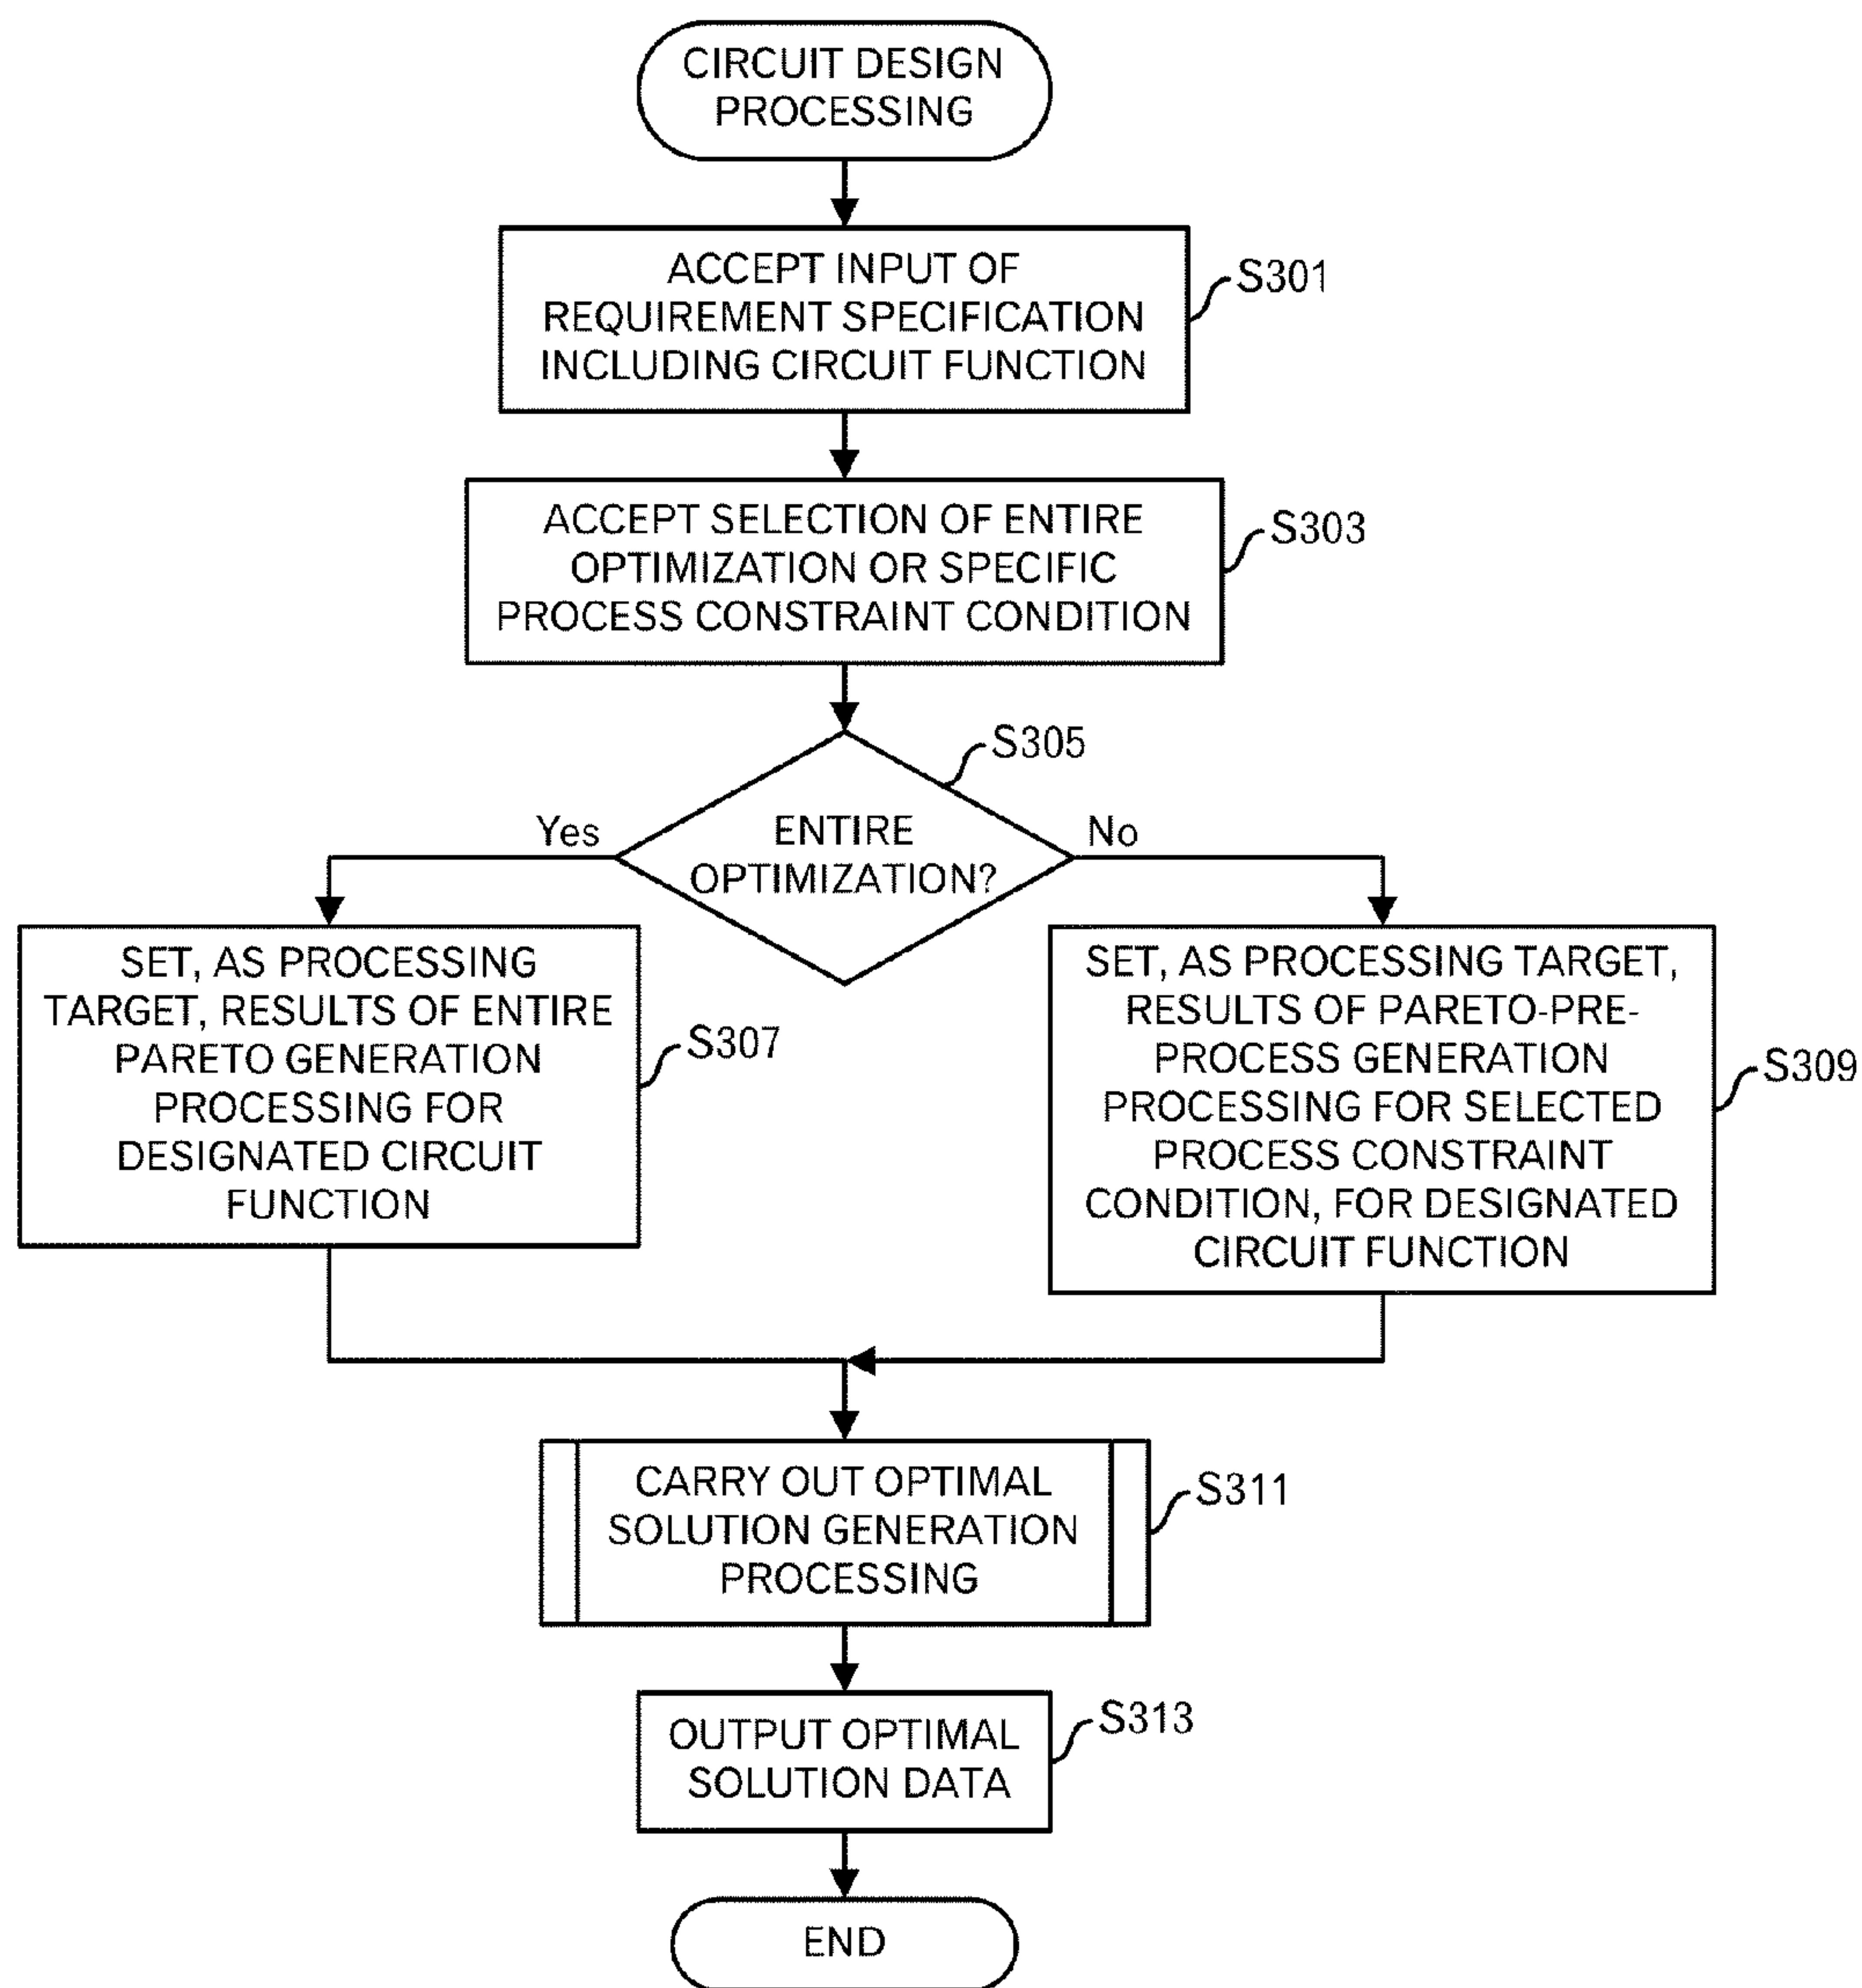 CIRCUIT DESIGN
PROCESSING
ACCEPT INPUT OF
REQUIREMENT SPECIFICATION
INCLUDING CIRCUIT FUNCTION
S301
ACCEPT SELECTION OF ENTIRE
OPTIMIZATION OR SPECIFIC
PROCESS CONSTRAINT CONDITION
S303
S305
Yes
ENTIRE
OPTIMIZATION?
No
SET, AS PROCESSING
TARGET, RESULTS OF ENTIRE
PARETO GENERATION
PROCESSING FOR
DESIGNATED CIRCUIT
FUNCTION
S307
SET, AS PROCESSING TARGET,
RESULTS OF PARETO-PRE-
PROCESS GENERATION
PROCESSING FOR SELECTED
PROCESS CONSTRAINT
CONDITION, FOR DESIGNATED
CIRCUIT FUNCTION
S309
CARRY OUT OPTIMAL
SOLUTION GENERATION
PROCESSING
S311
OUTPUT OPTIMAL
SOLUTION DATA
S313
END